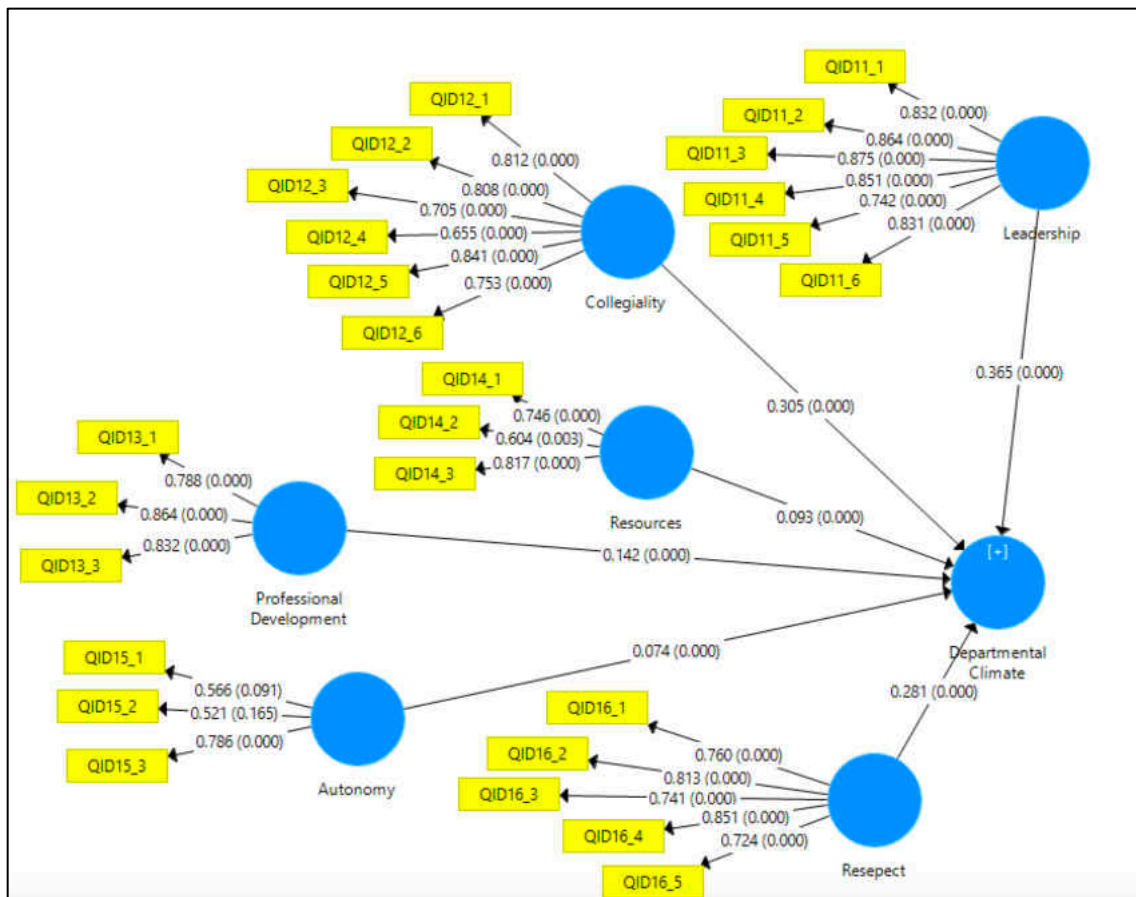 QID11_1
0.832 (0.000)
QID11_2
0.864 (0.000)
QID11_3
0.875 (0.000)
QID11_4
0.851 (0.000)
QID11_5
0.742 (0.000)
QID11_6
0.831 (0.000)
Leadership
0.365 (0.000)
QID12_1
0.812 (0.000)
QID12_2
0.808 (0.000)
QID12_3
0.705 (0.000)
QID12_4
0.655 (0.000)
QID12_5
0.841 (0.000)
QID12_6
0.753 (0.000)
Collegiality
0.305 (0.000)
QID14_1
0.746 (0.000)
QID14_2
0.604 (0.003)
QID14_3
0.817 (0.000)
Resources
0.093 (0.000)
QID13_1
0.788 (0.000)
QID13_2
0.864 (0.000)
QID13_3
0.832 (0.000)
Professional
Development
0.142 (0.000)
[+]
Departmental
Climate
QID15_1
0.566 (0.091)
QID15_2
0.521 (0.165)
QID15_3
0.786 (0.000)
Autonomy
0.074 (0.000)
QID16_1
0.760 (0.000)
QID16_2
0.813 (0.000)
QID16_3
0.741 (0.000)
QID16_4
0.851 (0.000)
QID16_5
0.724 (0.000)
Resepect
0.281 (0.000)